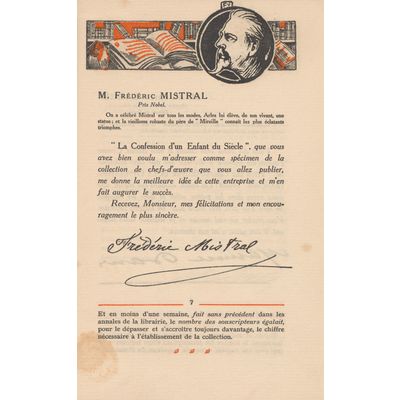 M. FRÉDÉRIC MISTRAL
Prix Nobel.
On a célébré Mistral sur tous les modes, Arles lui élève, de son vivant, une
statue ; et la vieillesse robuste du père de " Mireille " connaît les plus éclatants
triomphes.
" La Confession d'un Enfant du Siècle ", que vous
avez bien voulu m'adresser comme spécimen de la
collection de chefs-d'œuvre que vous allez publier,
me donne la meilleure idée de cette entreprise et m'en
fait augurer le succès.
Recevez, Monsieur, mes félicitations et mon encou-
ragement le plus sincère.
Frédéric Mistral
7
Et en moins d'une semaine, fait sans précédent dans les
annales de la librairie, le nombre des souscripteurs égalait,
pour le dépasser et s'accroître toujours davantage, le chiffre
nécessaire à l'établissement de la collection.